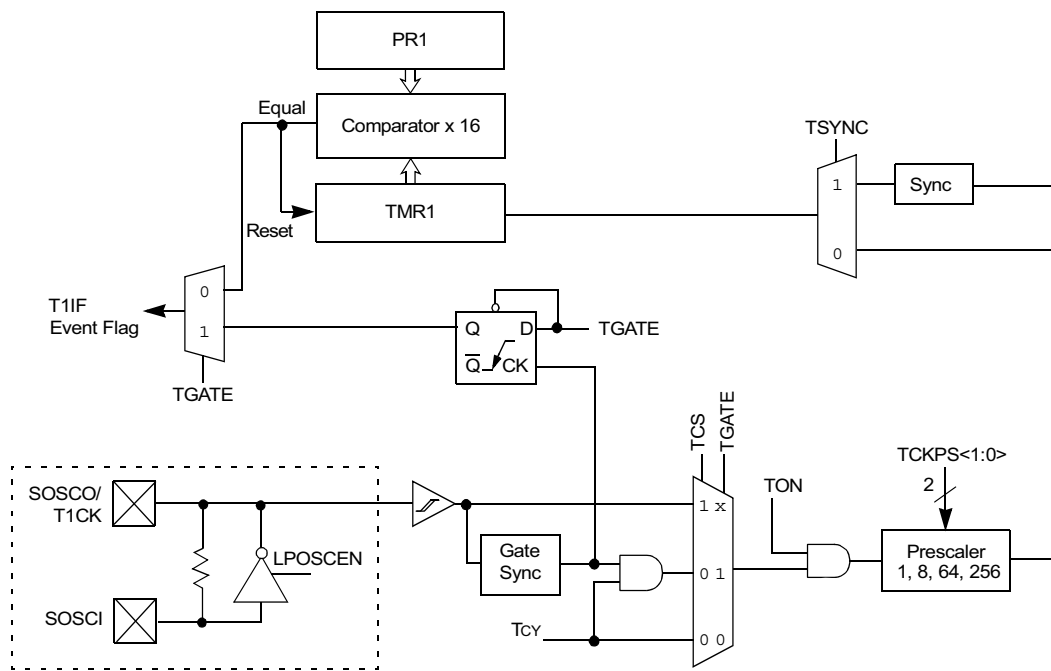 PR1
Equal
Comparator x 16
TSYNC
1
Sync
TMR1
Reset
0
0
T1IF
Event Flag
1
Q
D
TGATE
Q̅
CK
TGATE
TCS
TGATE
TCKPS<1:0>
2
SOSCO/
T1CK
TON
1 x
Gate
Sync
Prescaler
1, 8, 64, 256
LPOSCEN
0 1
SOSCI
TCY
0 0